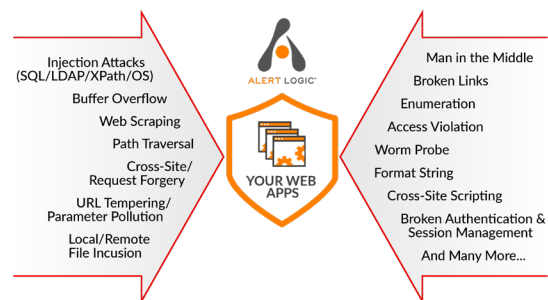 ALERT LOGIC®
Injection Attacks
(SQL/LDAP/XPath/OS)
Buffer Overflow
Web Scraping
Path Traversal
Cross-Site/
Request Forgery
URL Tempering/
Parameter Pollution
Local/Remote
File Incusion
YOUR WEB
APPS
Man in the Middle
Broken Links
Enumeration
Access Violation
Worm Probe
Format String
Cross-Site Scripting
Broken Authentication &
Session Management
And Many More...